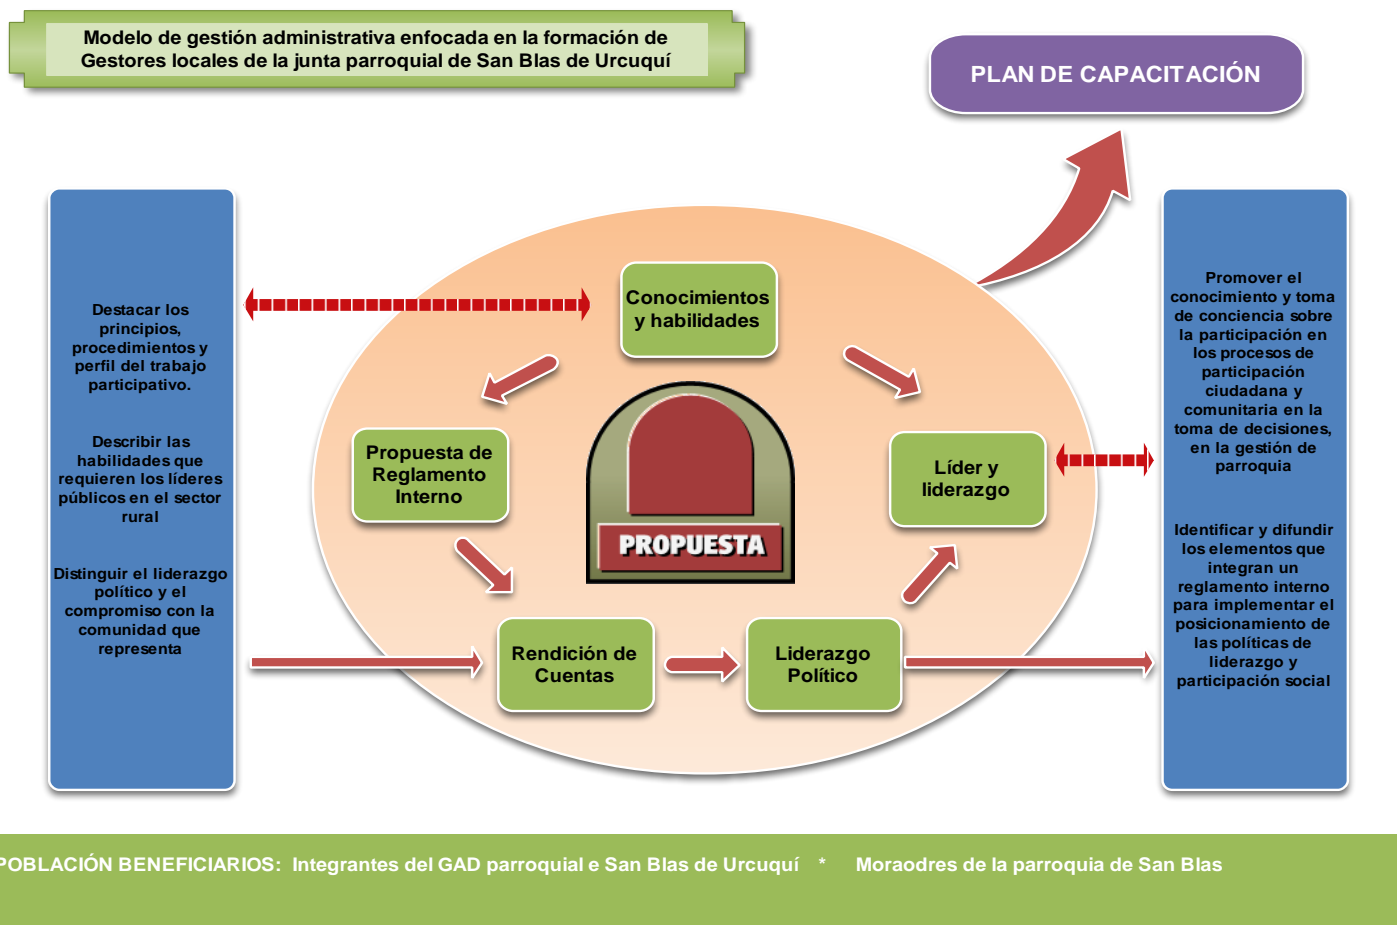 Modelo de gestión administrativa enfocada en la formación de
Gestores locales de la junta parroquial de San Blas de Urcuquí
PLAN DE CAPACITACIÓN
Destacar los
principios,
procedimientos y
perfil del trabajo
participativo.
Describir las
habilidades que
requieren los líderes
públicos en el sector
rural
Distinguir el liderazgo
político y el
compromiso con la
comunidad que
representa
Conocimientos
y habilidades
Propuesta de
Reglamento
Interno
PROPUESTA
Líder y
liderazgo
Rendición de
Cuentas
Liderazgo
Político
Promover el
conocimiento y toma
de conciencia sobre
la participación en
los procesos de
participación
ciudadana y
comunitaria en la
toma de decisiones,
en la gestión de
parroquia
Identificar y difundir
los elementos que
integran un
reglamento interno
para implementar el
posicionamiento de
las políticas de
liderazgo y
participación social
POBLACIÓN BENEFICIARIOS: Integrantes del GAD parroquial e San Blas de Urcuquí * Moraodres de la parroquia de San Blas